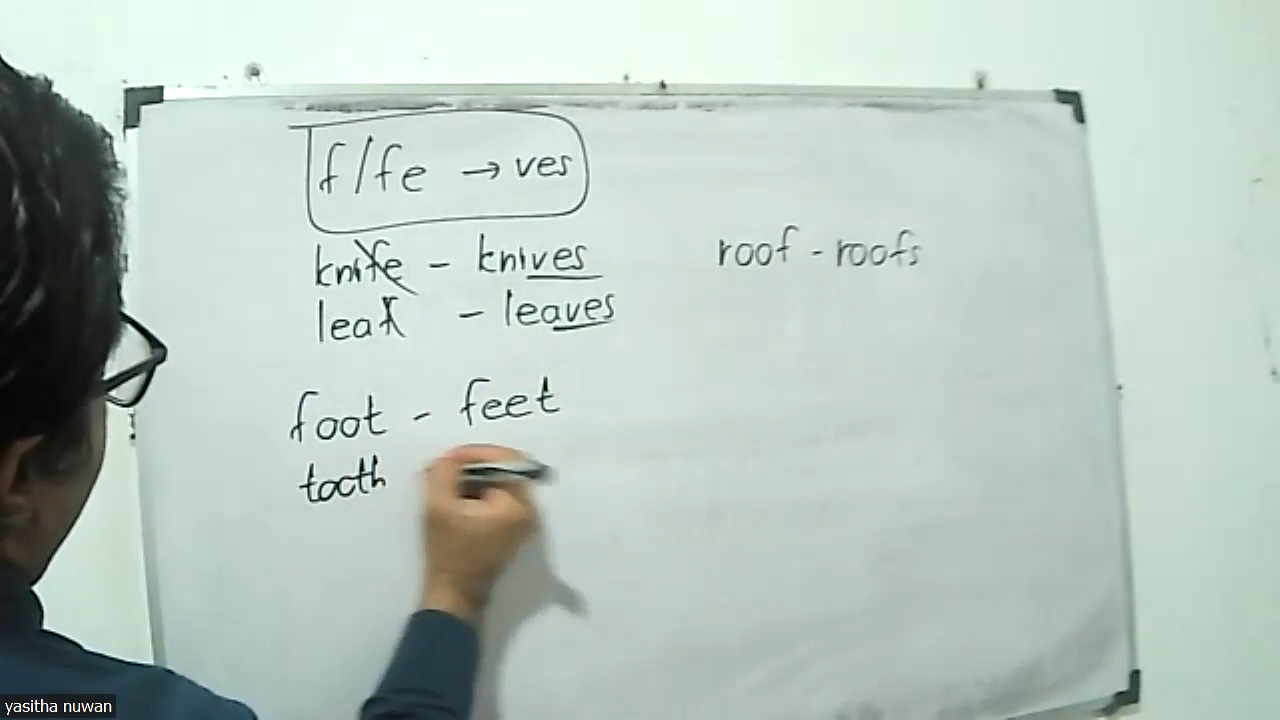 f/fe → ves
knife - knives
leaf - leaves
roof - roofs
foot - feet
tooth
yasitha nuwan